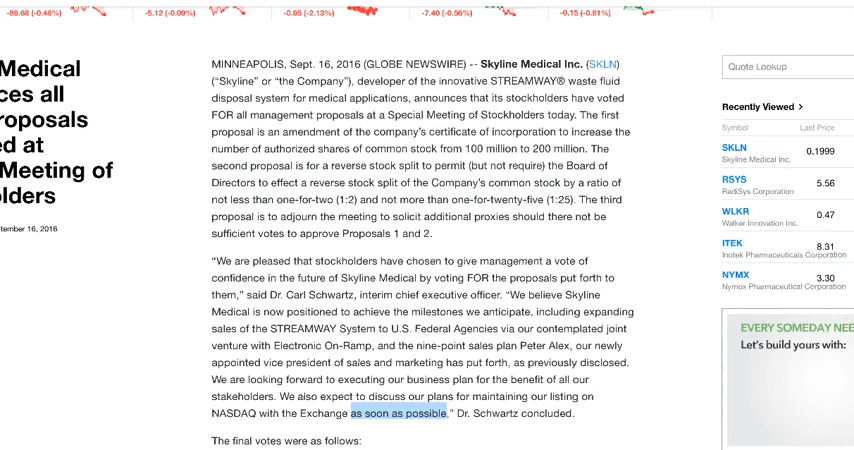 -88.68 (-0.46%) -5.12 (-0.09%) -0.95 (-2.13%) -7.40 (-0.56%) -0.15 (-0.81%)
Medical
ces all
roposals
ed at
Meeting of
olders
tember 16, 2016
MINNEAPOLIS, Sept. 16, 2016 (GLOBE NEWSWIRE) -- Skyline Medical Inc. (SKLN)
(“Skyline” or “the Company”), developer of the innovative STREAMWAY® waste fluid
disposal system for medical applications, announces that its stockholders have voted
FOR all management proposals at a Special Meeting of Stockholders today. The first
proposal is an amendment of the company’s certificate of incorporation to increase the
number of authorized shares of common stock from 100 million to 200 million. The
second proposal is for a reverse stock split to permit (but not require) the Board of
Directors to effect a reverse stock split of the Company’s common stock by a ratio of
not less than one-for-two (1:2) and not more than one-for-twenty-five (1:25). The third
proposal is to adjourn the meeting to solicit additional proxies should there not be
sufficient votes to approve Proposals 1 and 2.
“We are pleased that stockholders have chosen to give management a vote of
confidence in the future of Skyline Medical by voting FOR the proposals put forth to
them,” said Dr. Carl Schwartz, interim chief executive officer. “We believe Skyline
Medical is now positioned to achieve the milestones we anticipate, including expanding
sales of the STREAMWAY System to U.S. Federal Agencies via our contemplated joint
venture with Electronic On-Ramp, and the nine-point sales plan Peter Alex, our newly
appointed vice president of sales and marketing has put forth, as previously disclosed.
We are looking forward to executing our business plan for the benefit of all our
stakeholders. We also expect to discuss our plans for maintaining our listing on
NASDAQ with the Exchange as soon as possible,” Dr. Schwartz concluded.
The final votes were as follows:
Quote Lookup
Recently Viewed >
Symbol Last Price
SKLN 0.1999
Skyline Medical Inc.
RSYS 5.56
RadiSys Corporation
WLKR 0.47
Walker Innovation Inc.
ITEK 8.31
Inotek Pharmaceuticals Corporation
NYMX 3.30
Nymox Pharmaceutical Corporation
EVERY SOMEDAY NEE
Let’s build yours with: